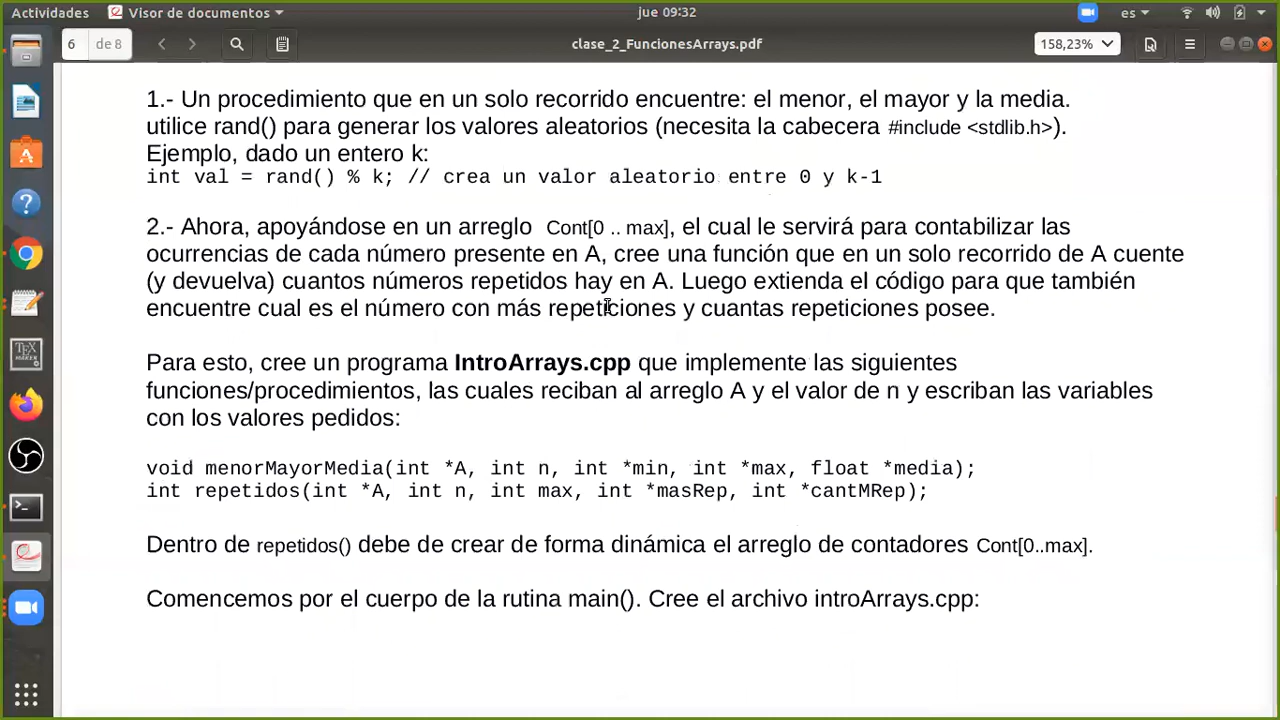 Actividades
Visor de documentos
jue 09:32
es
6
de 8
clase_2_FuncionesArrays.pdf
158,23%
1.- Un procedimiento que en un solo recorrido encuentre: el menor, el mayor y la media.
utilice rand() para generar los valores aleatorios (necesita la cabecera #include <stdlib.h>).
Ejemplo, dado un entero k:
int val = rand() % k; // crea un valor aleatorio entre 0 y k-1
2.- Ahora, apoyándose en un arreglo Cont[0 .. max], el cual le servirá para contabilizar las
ocurrencias de cada número presente en A, cree una función que en un solo recorrido de A cuente
(y devuelva) cuantos números repetidos hay en A. Luego extienda el código para que también
encuentre cual es el número con más repeticiones y cuantas repeticiones posee.
Para esto, cree un programa IntroArrays.cpp que implemente las siguientes
funciones/procedimientos, las cuales reciban al arreglo A y el valor de n y escriban las variables
con los valores pedidos:
void menorMayorMedia(int *A, int n, int *min, int *max, float *media);
int repetidos(int *A, int n, int max, int *masRep, int *cantMRep);
Dentro de repetidos() debe de crear de forma dinámica el arreglo de contadores Cont[0..max].
Comencemos por el cuerpo de la rutina main(). Cree el archivo introArrays.cpp: